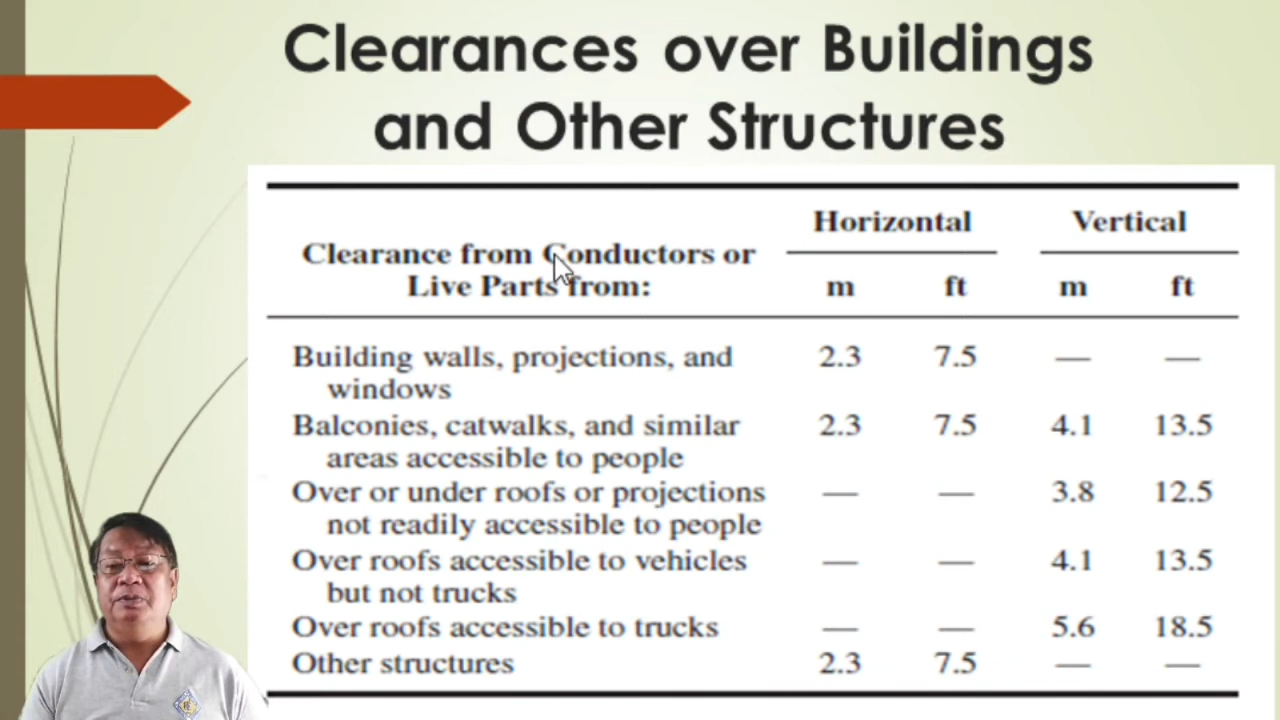 Clearances over Buildings
and Other Structures
Horizontal Vertical
Clearance from Conductors or
Live Parts from: m ft m ft
Building walls, projections, and 2.3 7.5 — —
windows
Balconies, catwalks, and similar 2.3 7.5 4.1 13.5
areas accessible to people
Over or under roofs or projections — — 3.8 12.5
not readily accessible to people
Over roofs accessible to vehicles — — 4.1 13.5
but not trucks
Over roofs accessible to trucks — — 5.6 18.5
Other structures 2.3 7.5 — —